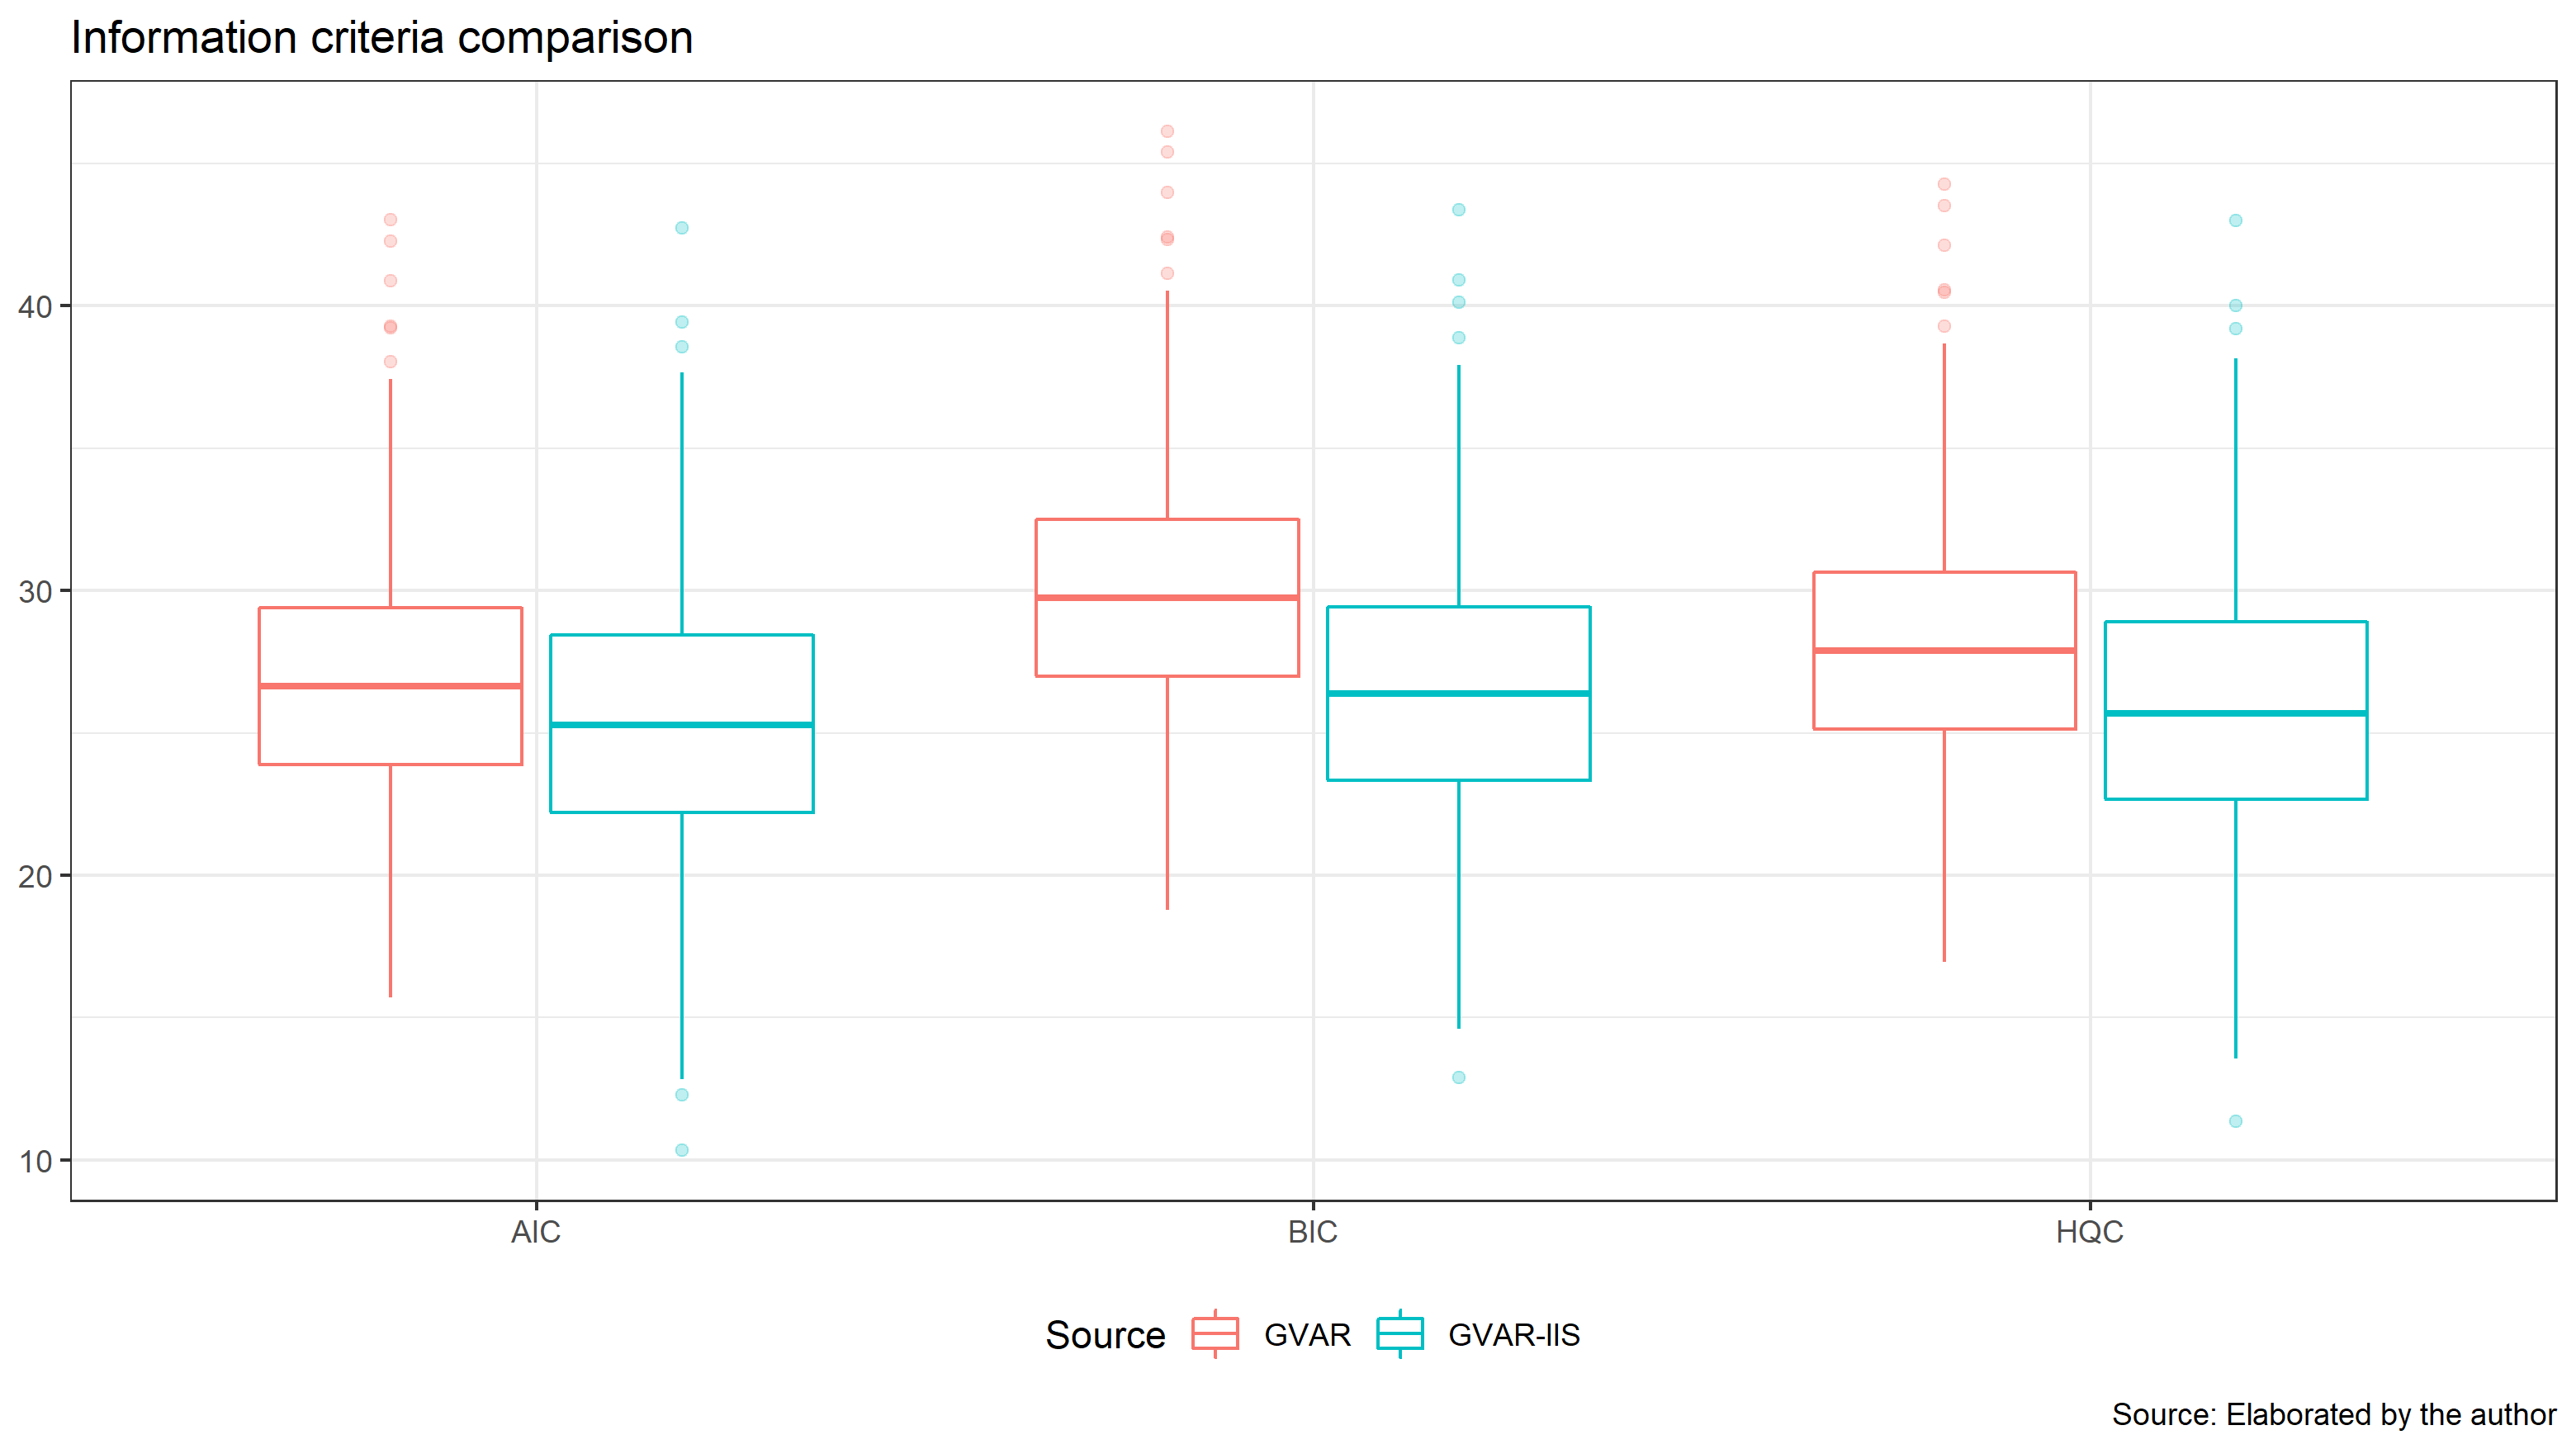 Information criteria comparison
40
30
20
10
AIC BIC HQC
Source GVAR GVAR-IIS
Source: Elaborated by the author